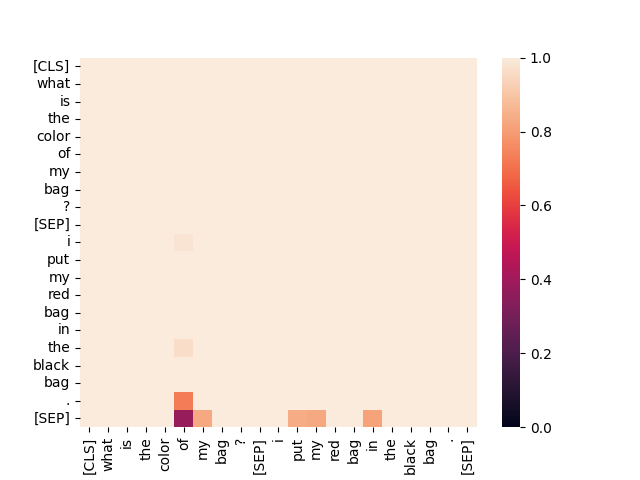 [CLS]
what
is
the
color
of
my
bag
?
[SEP]
i
put
my
red
bag
in
the
black
bag
.
[SEP]
[CLS]
what
is
the
color
of
my
bag
?
[SEP]
i
put
my
red
bag
in
the
black
bag
.
[SEP]
1.0
0.8
0.6
0.4
0.2
0.0